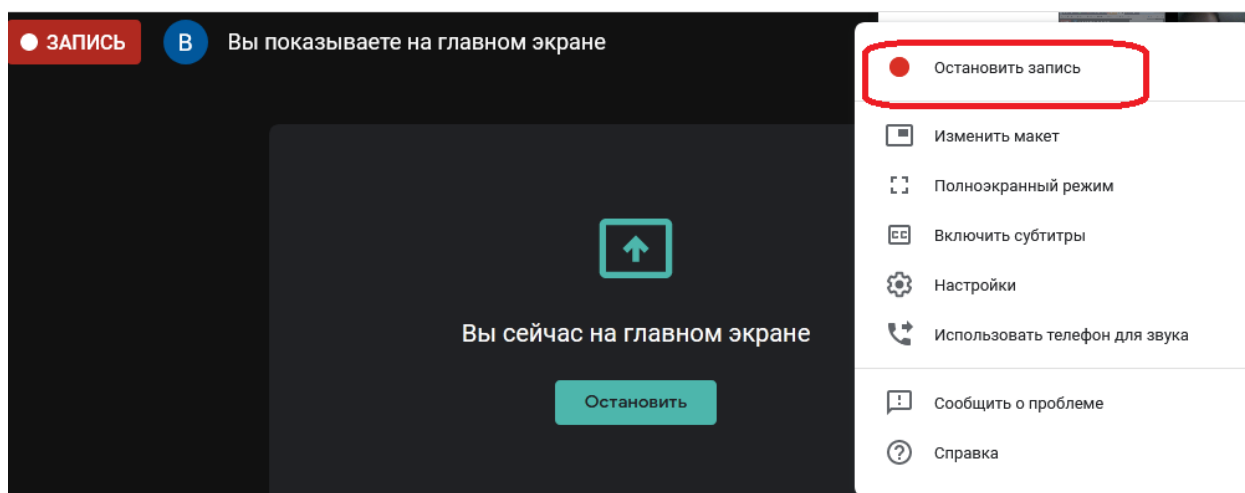 ЗАПИСЬ
В
Вы показываете на главном экране
Остановить запись
Изменить макет
Полноэкранный режим
Включить субтитры
Настройки
Использовать телефон для звука
Сообщить о проблеме
Справка
Вы сейчас на главном экране
Остановить